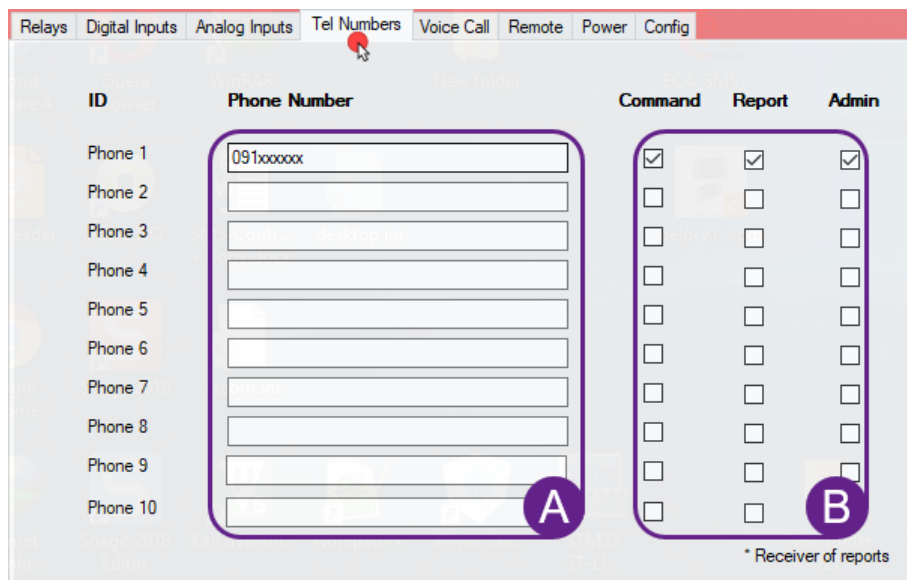 Relays Digital Inputs Analog Inputs Tel Numbers Voice Call Remote Power Config
ID Phone Number Command Report Admin
Phone 1 091xxxxxx
Phone 2
Phone 3
Phone 4
Phone 5
Phone 6
Phone 7
Phone 8
Phone 9
Phone 10
A B
* Receiver of reports